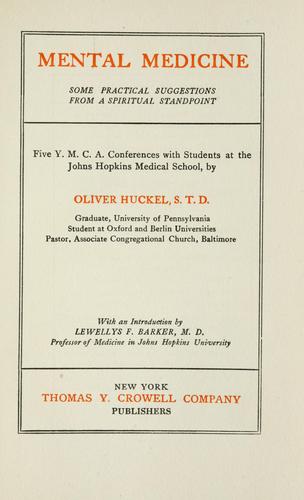 MENTAL MEDICINE
SOME PRACTICAL SUGGESTIONS
FROM A SPIRITUAL STANDPOINT
Five Y. M. C. A. Conferences with Students at the
Johns Hopkins Medical School, by
OLIVER HUCKEL, S. T. D.
Graduate, University of Pennsylvania
Student at Oxford and Berlin Universities
Pastor, Associate Congregational Church, Baltimore
With an Introduction by
LEWELLYS F. BARKER, M. D.
Professor of Medicine in Johns Hopkins University
NEW YORK
THOMAS Y. CROWELL COMPANY
PUBLISHERS